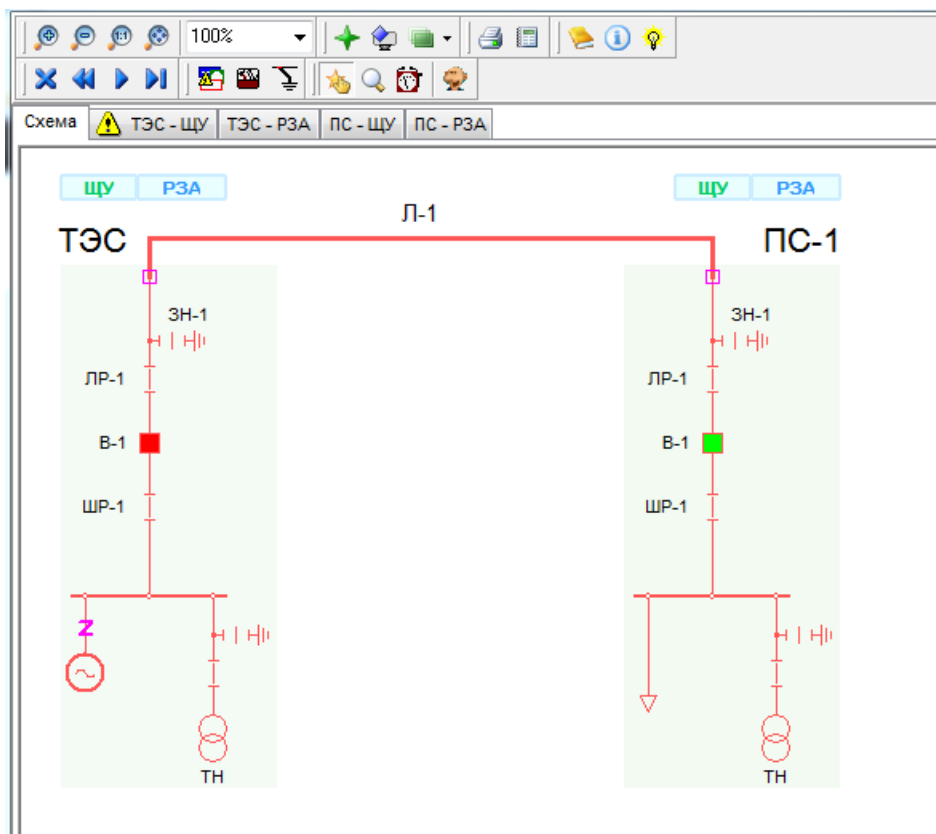 100%
Схема ТЭС - ЩУ ТЭС - РЗА ПС - ЩУ ПС - РЗА
ЩУ РЗА ЩУ РЗА
Л-1
ТЭС ПС-1
ЗН-1 ЗН-1
ЛР-1 ЛР-1
В-1 В-1
ШР-1 ШР-1
Z
ТН ТН